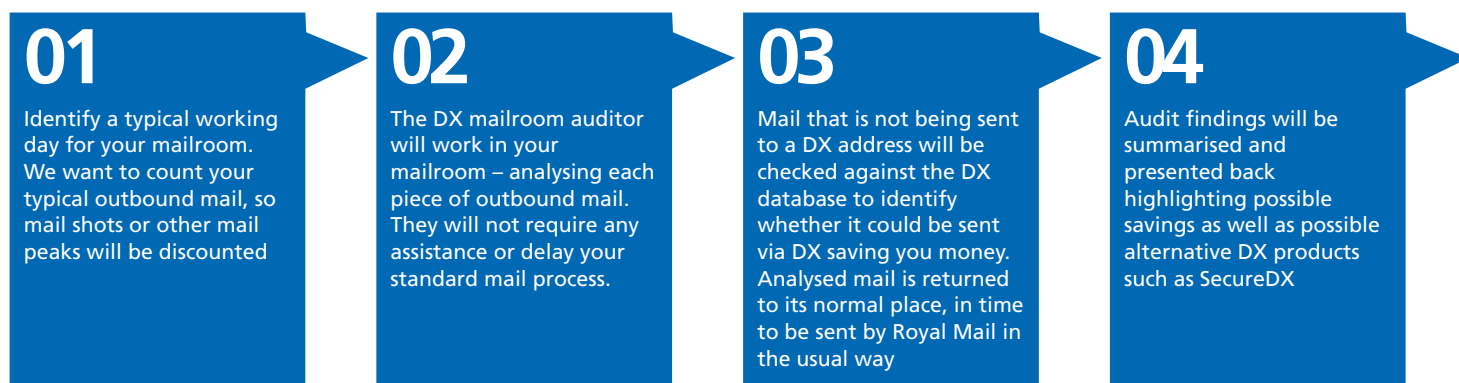 01
Identify a typical working
day for your mailroom.
We want to count your
typical outbound mail, so
mail shots or other mail
peaks will be discounted
02
The DX mailroom auditor
will work in your
mailroom – analysing each
piece of outbound mail.
They will not require any
assistance or delay your
standard mail process.
03
Mail that is not being sent
to a DX address will be
checked against the DX
database to identify
whether it could be sent
via DX saving you money.
Analysed mail is returned
to its normal place, in time
to be sent by Royal Mail in
the usual way
04
Audit findings will be
summarised and
presented back
highlighting possible
savings as well as possible
alternative DX products
such as SecureDX